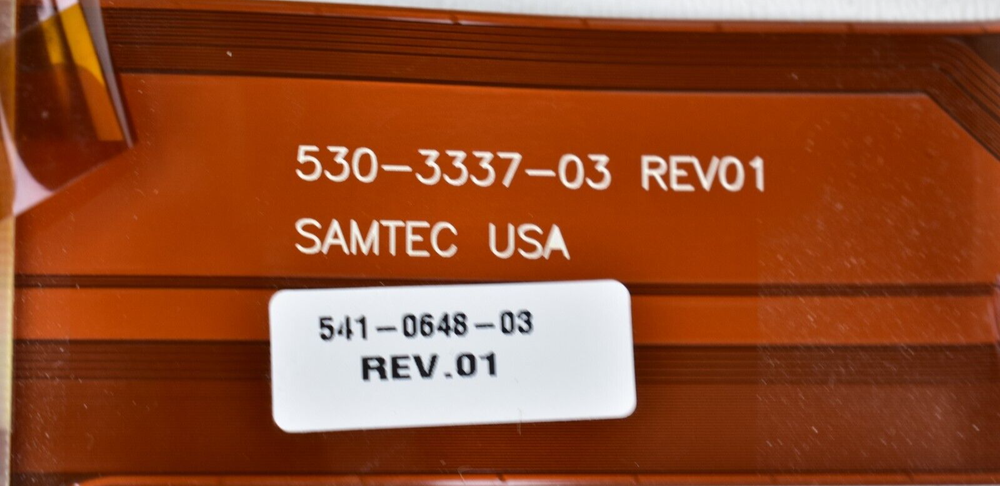 530-3337-03 REV01
SAMTEC USA
541-0648-03
REV.01